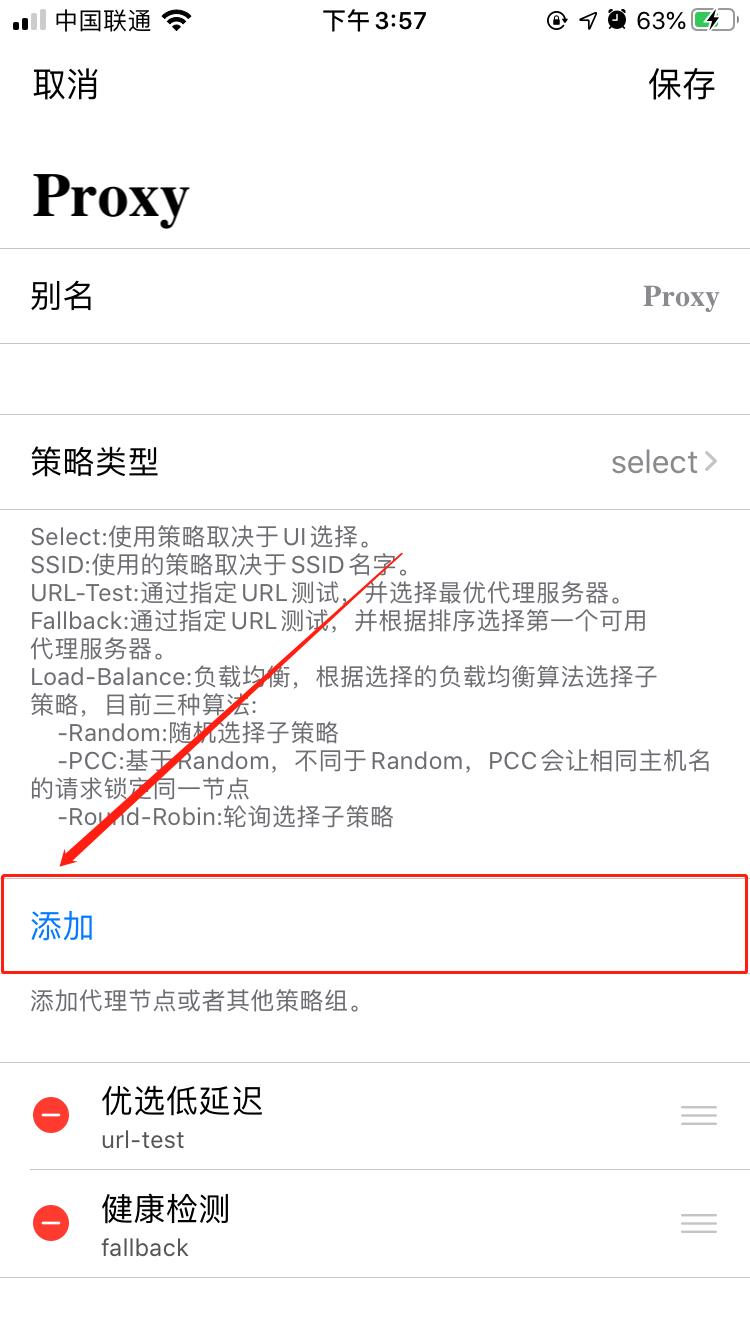 中国联通 下午3:57 63%
取消 保存
Proxy
别名 Proxy
策略类型 select
Select:使用策略取决于UI选择。
SSID:使用的策略取决于SSID名字。
URL-Test:通过指定URL测试，并选择最优代理服务器。
Fallback:通过指定URL测试，并根据排序选择第一个可用
代理服务器。
Load-Balance:负载均衡，根据选择的负载均衡算法选择子
策略，目前三种算法:
-Random:随机选择子策略
-PCC:基于Random，不同于Random，PCC会让相同主机名
的请求锁定同一节点
-Round-Robin:轮询选择子策略
添加
添加代理节点或者其他策略组。
优选低延迟
url-test
健康检测
fallback